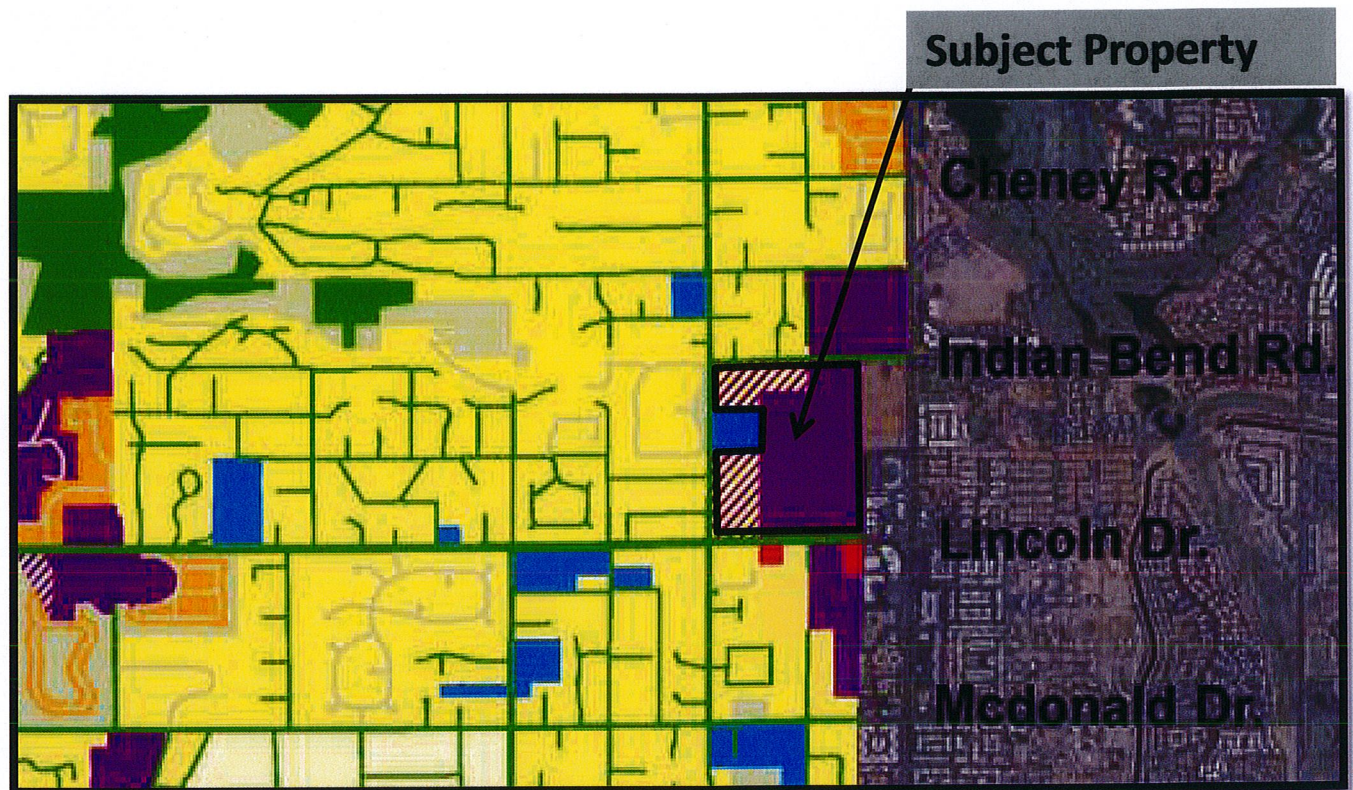 Subject Property
Cheney Rd.
Indian Bend Rd.
Lincoln Dr.
Mcdonald Dr.